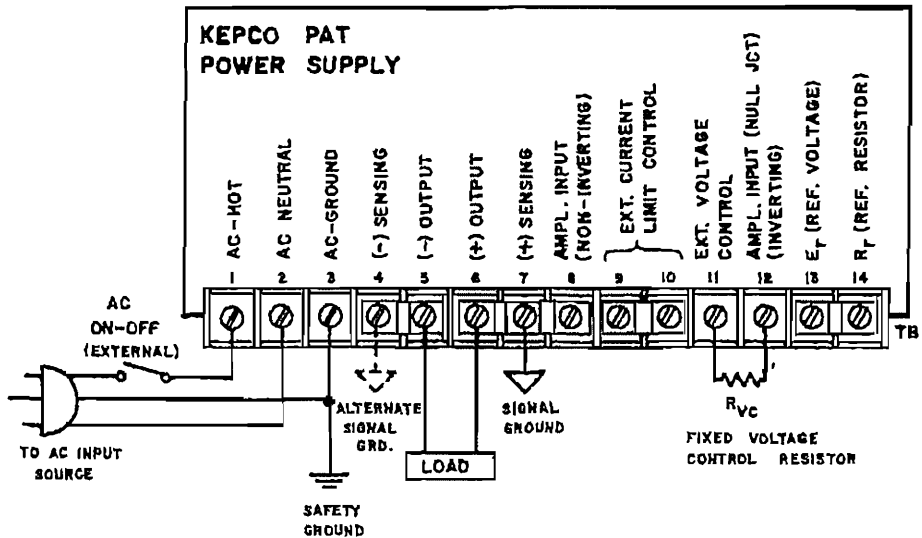 KEPCO PAT
POWER SUPPLY
AC-HOT
AC NEUTRAL
AC-GROUND
(-) SENSING
(-) OUTPUT
(+) OUTPUT
(+) SENSING
AMPL. INPUT
(NON-INVERTING)
EXT. CURRENT
LIMIT CONTROL
EXT. VOLTAGE
CONTROL
AMPL. INPUT (NULL JCT)
(INVERTING)
Er (REF. VOLTAGE)
Rr (REF. RESISTOR)
1 2 3 4 5 6 7 8 9 10 11 12 13 14
TB
AC
ON-OFF
(EXTERNAL)
TO AC INPUT
SOURCE
ALTERNATE
SIGNAL
GRD.
SIGNAL
GROUND
LOAD
SAFETY
GROUND
RVC
FIXED VOLTAGE
CONTROL RESISTOR